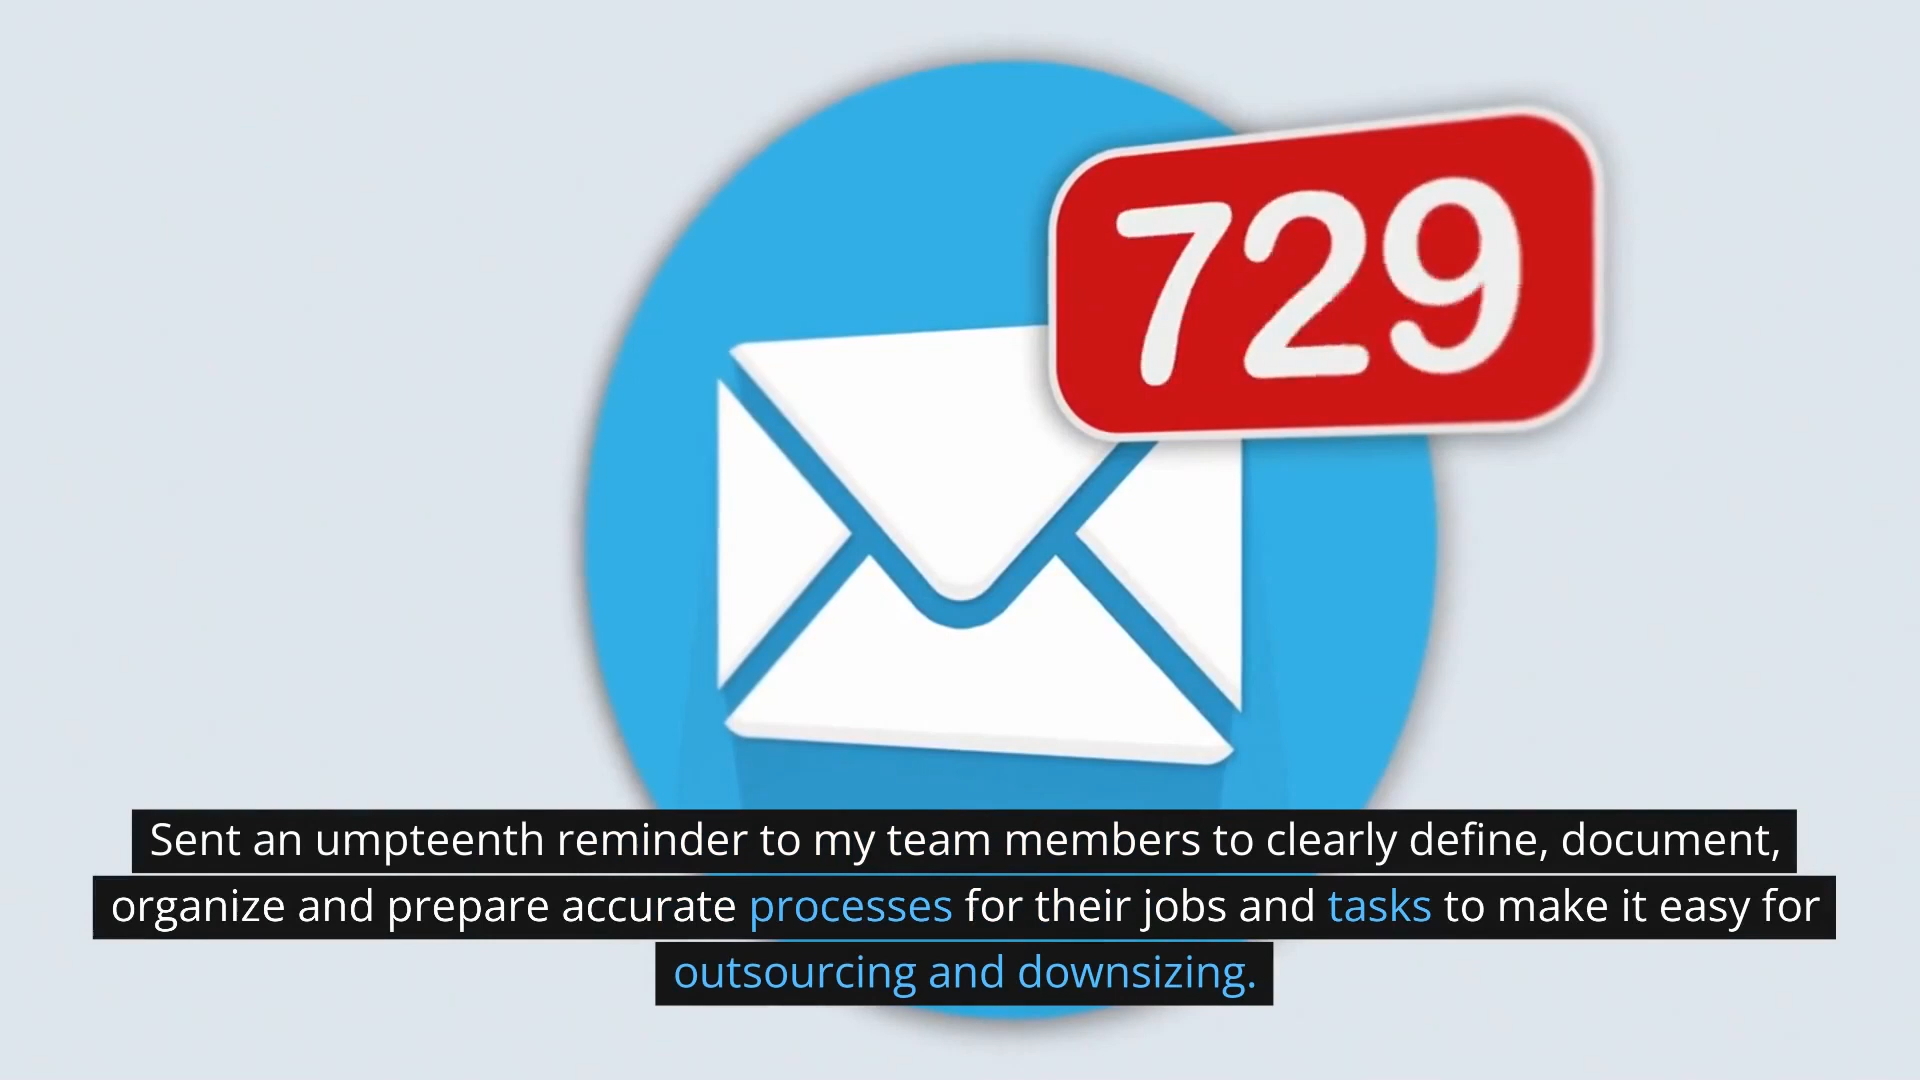 729
Sent an umpteenth reminder to my team members to clearly define, document,
organize and prepare accurate processes for their jobs and tasks to make it easy for
outsourcing and downsizing.